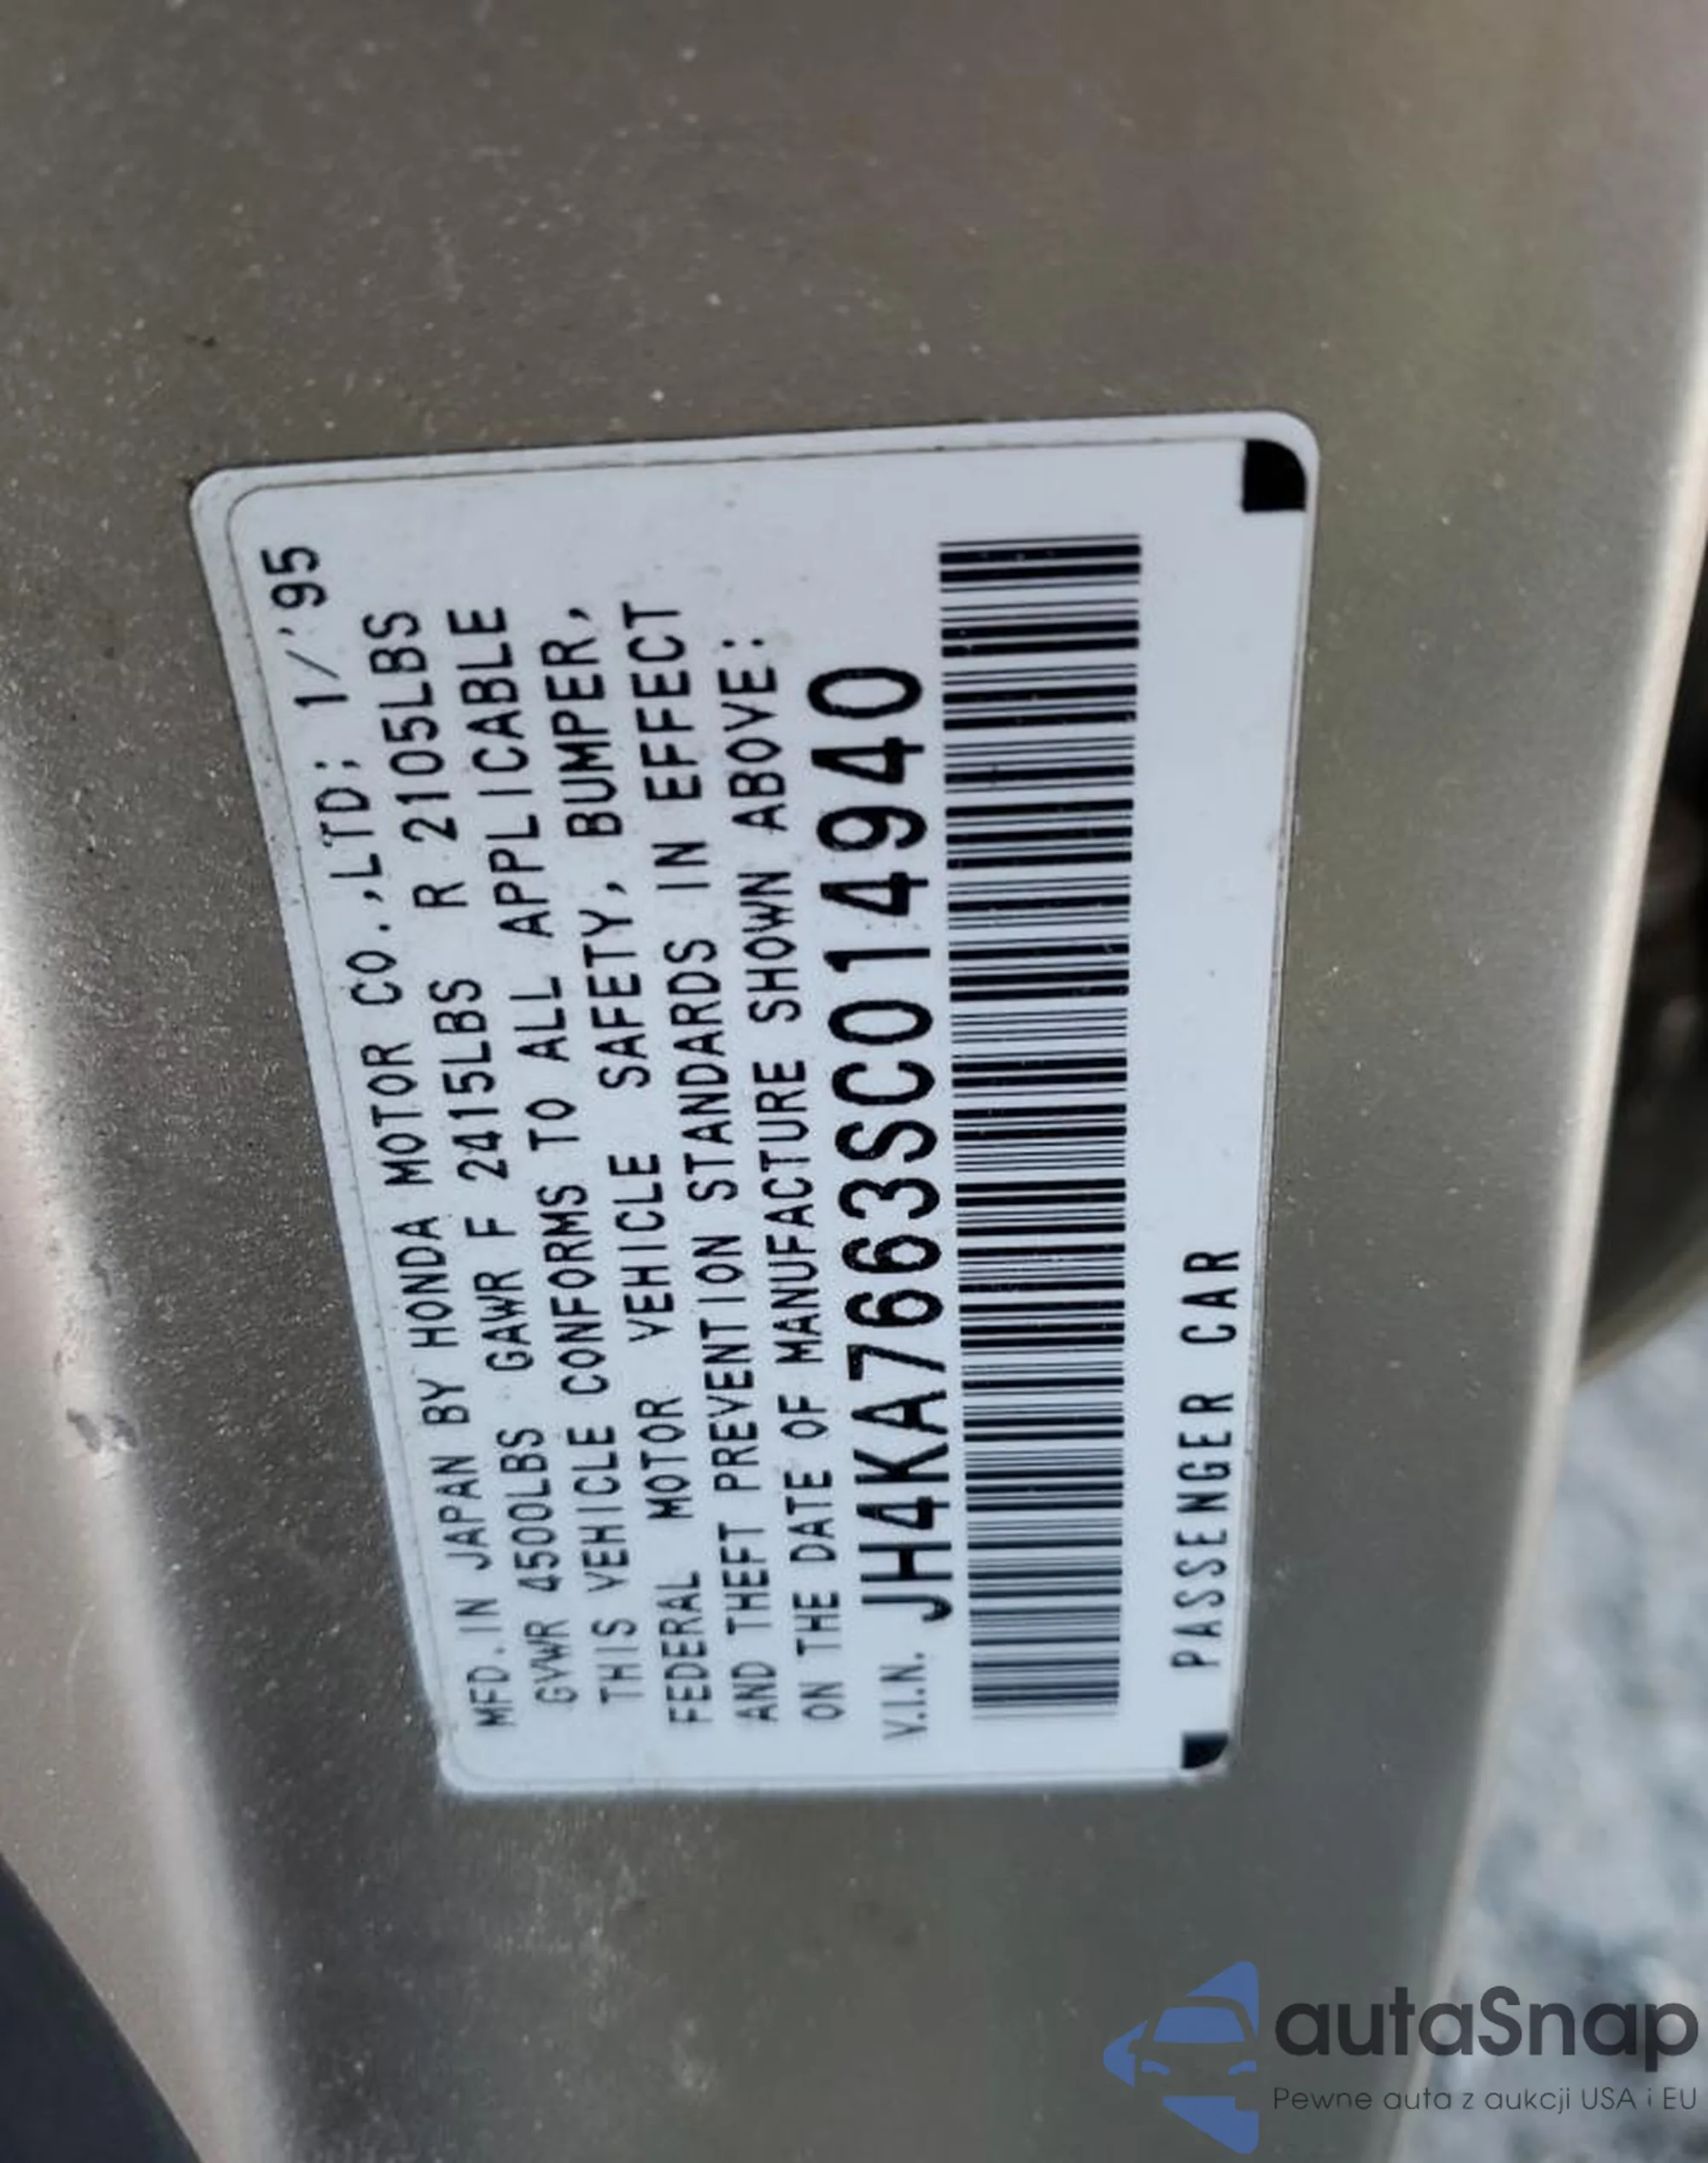 MFD. IN JAPAN BY HONDA MOTOR CO.,LTD; 1/'95
GVWR 4500LBS GAWR F 2415LBS R 2105LBS
THIS VEHICLE CONFORMS TO ALL APPLICABLE
FEDERAL MOTOR VEHICLE SAFETY, BUMPER,
AND THEFT PREVENTION STANDARDS IN EFFECT
ON THE DATE OF MANUFACTURE SHOWN ABOVE:
V.I.N. JH4KA7663SC014940
PASSENGER CAR
autaSnap
Pewne auta z aukcji USA i EU